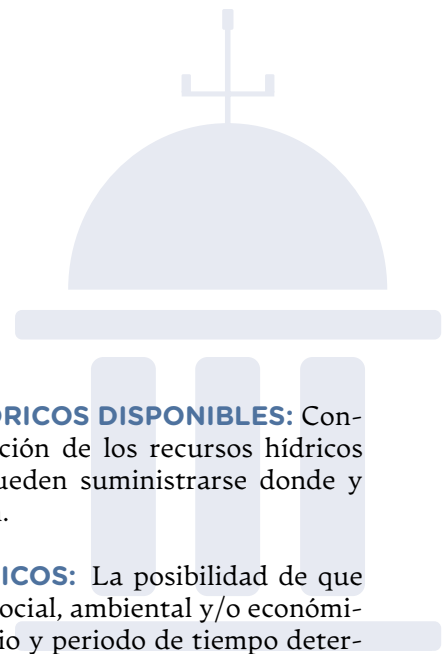 DRICOS DISPONIBLES: Con-
ción de los recursos hídricos
ueden suministrarse donde y
ICOS: La posibilidad de que
ocial, ambiental y/o económi-
io y periodo de tiempo deter-